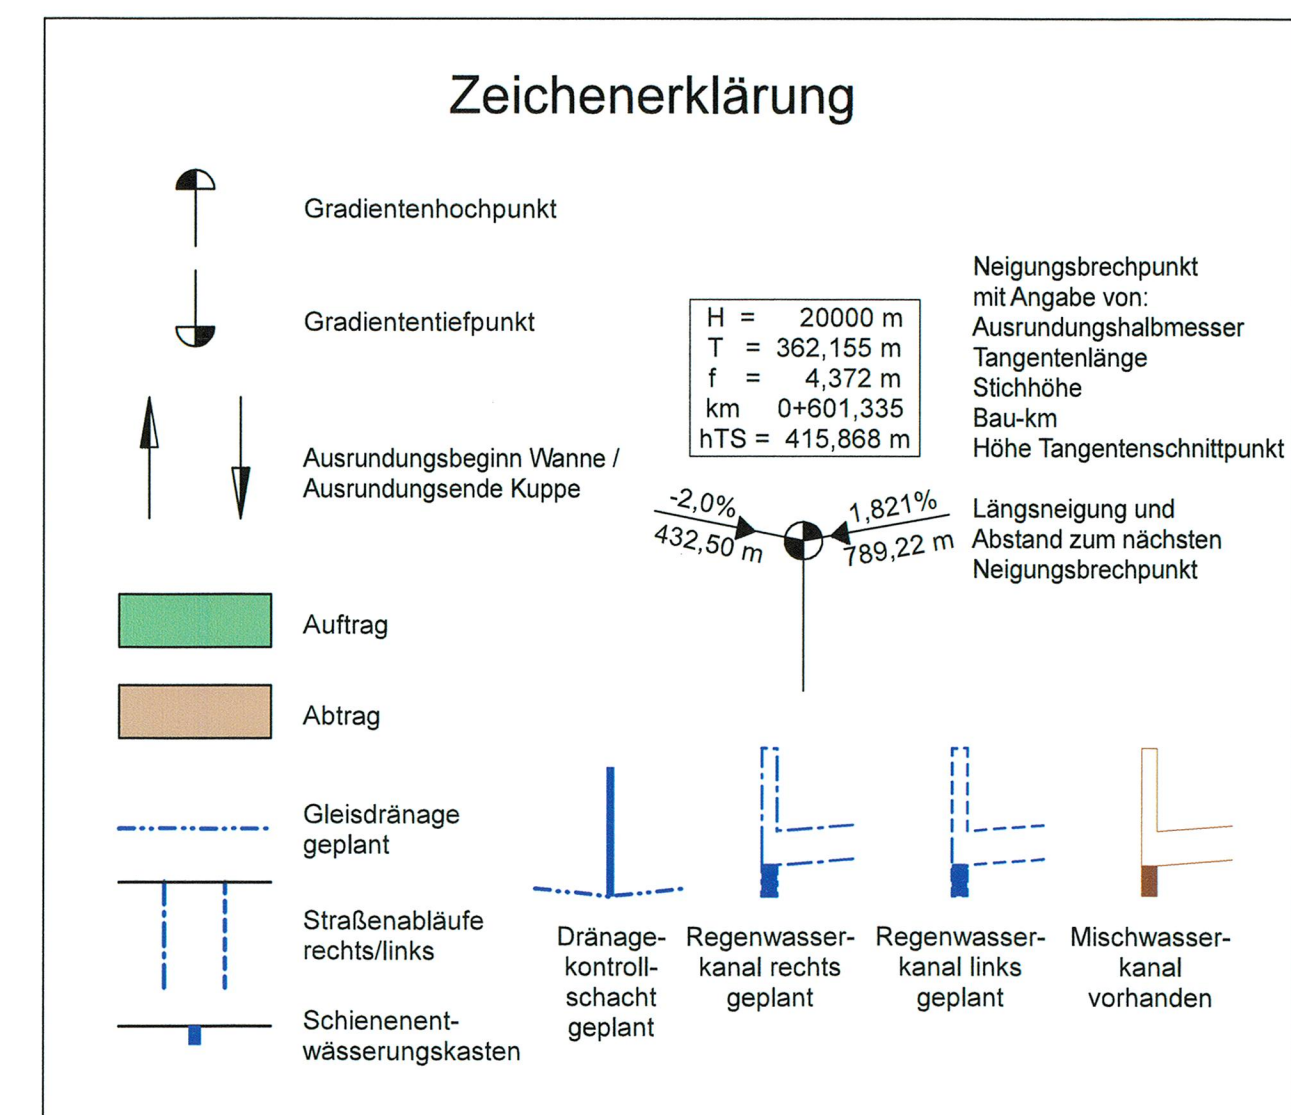 Zeichenerklärung
Gradientenhochpunkt
Gradiententiefpunkt
Ausrundungsbeginn Wanne /
Ausrundungsende Kuppe
Auftrag
Abtrag
Gleisdränage
geplant
Straßenabläufe
rechts/links
Schienenent-
wässerungskasten
H = 20000 m
T = 362,155 m
f = 4,372 m
km 0+601,335
hTS = 415,868 m
Neigungsbrechpunkt
mit Angabe von:
Ausrundungshalbmesser
Tangentenlänge
Stichhöhe
Bau-km
Höhe Tangentenschnittpunkt
-2,0%
432,50 m
1,821%
789,22 m
Längsneigung und
Abstand zum nächsten
Neigungsbrechpunkt
Dränage-
kontroll-
schacht
geplant
Regenwasser-
kanal rechts
geplant
Regenwasser-
kanal links
geplant
Mischwasser-
kanal
vorhanden